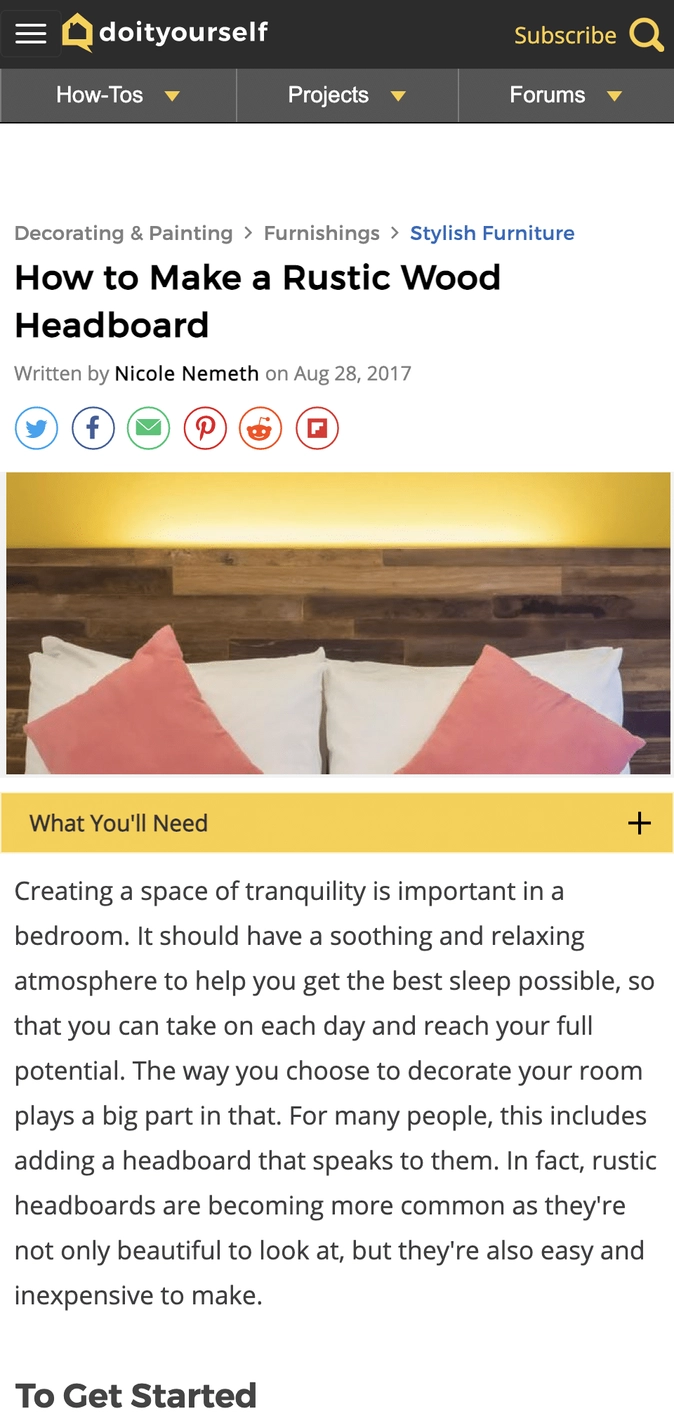 doityourself
Subscribe
How-Tos
Projects
Forums
Decorating & Painting > Furnishings > Stylish Furniture
How to Make a Rustic Wood
Headboard
Written by Nicole Nemeth on Aug 28, 2017
What You'll Need +
Creating a space of tranquility is important in a
bedroom. It should have a soothing and relaxing
atmosphere to help you get the best sleep possible, so
that you can take on each day and reach your full
potential. The way you choose to decorate your room
plays a big part in that. For many people, this includes
adding a headboard that speaks to them. In fact, rustic
headboards are becoming more common as they're
not only beautiful to look at, but they're also easy and
inexpensive to make.
To Get Started